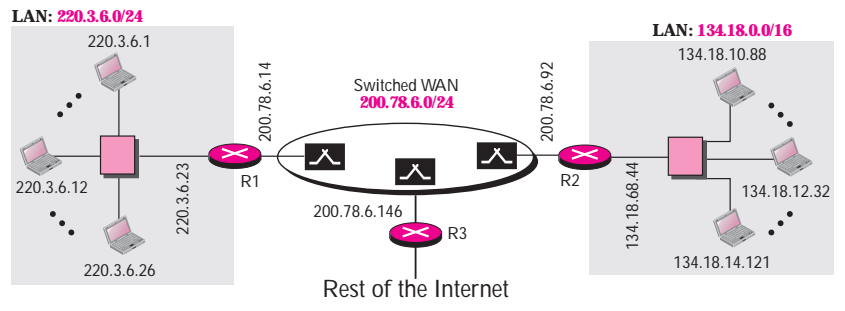 LAN: 220.3.6.0/24
220.3.6.1
220.3.6.12
220.3.6.26
220.3.6.23
R1
200.78.6.14
Switched WAN
200.78.6.0/24
200.78.6.92
200.78.6.146
R3
Rest of the Internet
R2
LAN: 134.18.0.0/16
134.18.68.44
134.18.10.88
134.18.12.32
134.18.14.121